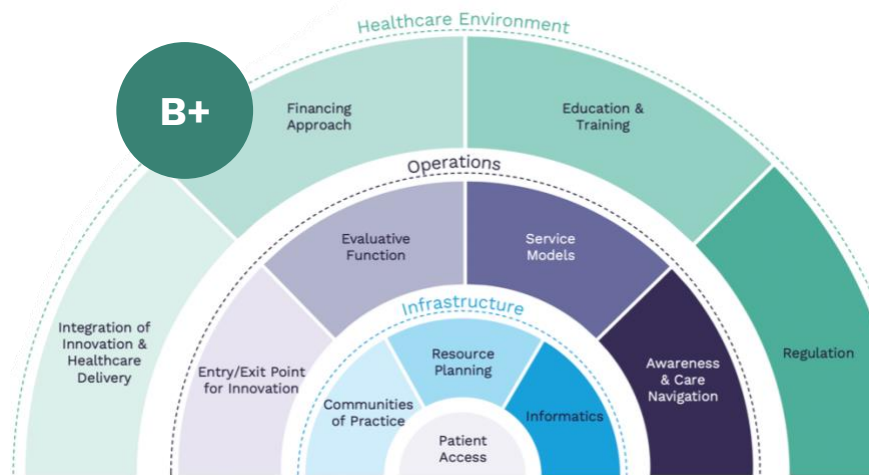 Healthcare Environment
B+
Financing
Approach
Education &
Training
Operations
Evaluative
Function
Service
Models
Integration of
Innovation &
Healthcare
Delivery
Entry/Exit Point
for Innovation
Infrastructure
Resource
Planning
Communities
of Practice
Informatics
Awareness
& Care
Navigation
Regulation
Patient
Access